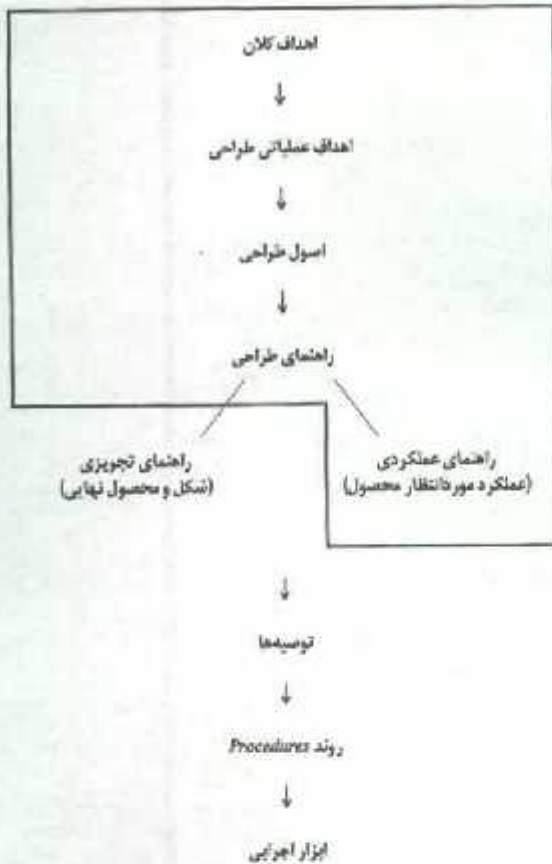 اهداف کلان
↓
اهداف عملیاتی طراحی
↓
اصول طراحی
↓
راهنمای طراحی
راهنمای عملکردی
(عملکرد موردانتظار محصول)
راهنمای تجویزی
(شکل و محصول نهایی)
↓
توصیه‌ها
↓
روند Procedures
↓
ابزار اجرایی